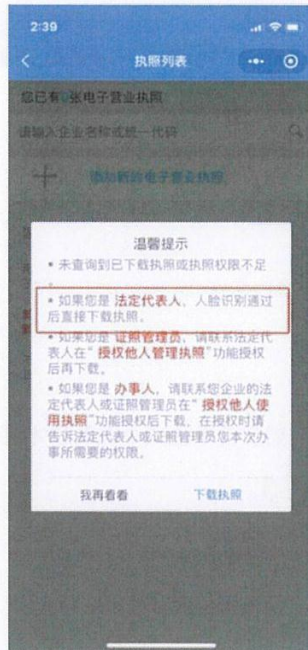 2:39
执照列表
您已有 张电子营业执照
请输入企业名称或统一代码
添加新的电子营业执照
温馨提示
• 未查询到已下载执照或执照权限不足
。
• 如果您是 法定代表人，人脸识别通过
后直接下载执照。
• 如果您是 证照管理员，请联系法定代
表人在“ 授权他人管理执照”功能授权
后再下载。
• 如果您是 办事人，请联系您企业的法
定代表人或证照管理员在“ 授权他人使
用执照”功能授权后下载，在授权时请
告诉法定代表人或证照管理员您本次办
事所需要的权限。
我再看看 下载执照